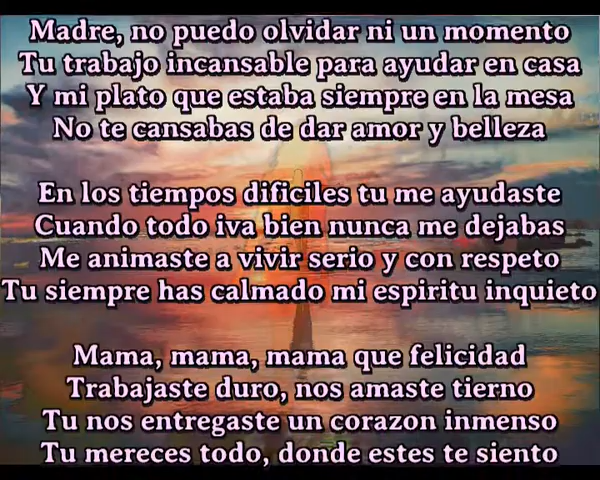 Madre, no puedo olvidar ni un momento
Tu trabajo incansable para ayudar en casa
Y mi plato que estaba siempre en la mesa
No te cansabas de dar amor y belleza
En los tiempos dificiles tu me ayudaste
Cuando todo iva bien nunca me dejabas
Me animaste a vivir serio y con respeto
Tu siempre has calmado mi espiritu inquieto
Mama, mama, mama que felicidad
Trabajaste duro, nos amaste tierno
Tu nos entregaste un corazon inmenso
Tu mereces todo, donde estes te siento